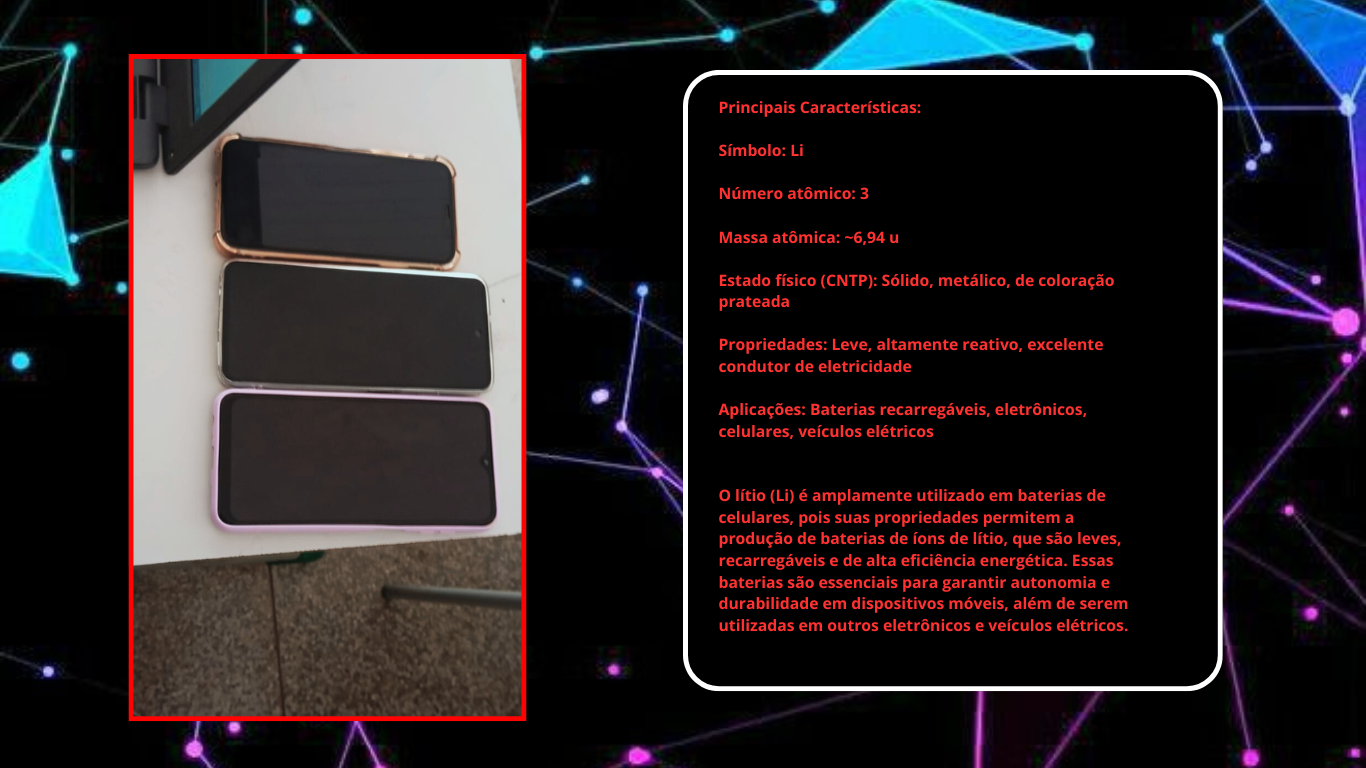 Principais Características:
Símbolo: Li
Número atômico: 3
Massa atômica: ~6,94 u
Estado físico (CNTP): Sólido, metálico, de coloração
prateada
Propriedades: Leve, altamente reativo, excelente
condutor de eletricidade
Aplicações: Baterias recarregáveis, eletrônicos,
celulares, veículos elétricos
O lítio (Li) é amplamente utilizado em baterias de
celulares, pois suas propriedades permitem a
produção de baterias de íons de lítio, que são leves,
recarregáveis e de alta eficiência energética. Essas
baterias são essenciais para garantir autonomia e
durabilidade em dispositivos móveis, além de serem
utilizadas em outros eletrônicos e veículos elétricos.